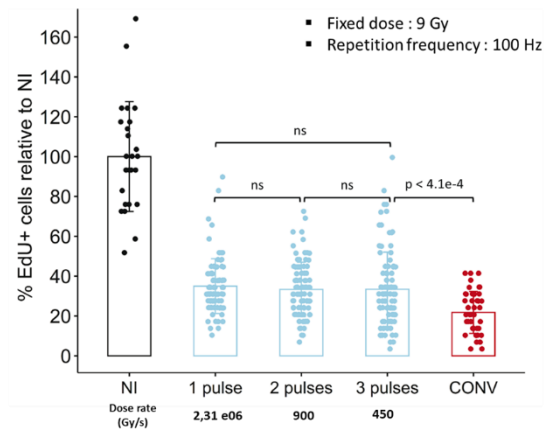 ▪ Fixed dose : 9 Gy
▪ Repetition frequency : 100 Hz
% EdU+ cells relative to NI
160
140
120
100
80
60
40
20
0
ns
ns
ns
p < 4.1e-4
NI 1 pulse 2 pulses 3 pulses CONV
Dose rate (Gy/s) 2,31 e06 900 450